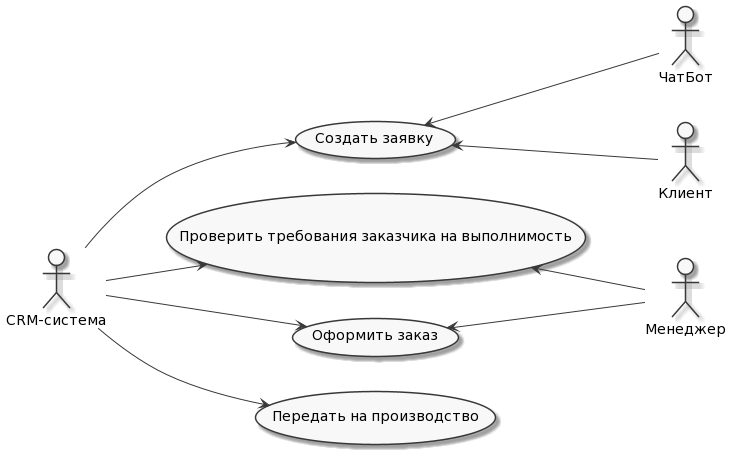 ЧатБот
Создать заявку
Клиент
Проверить требования заказчика на выполнимость
CRM-система
Менеджер
Оформить заказ
Передать на производство